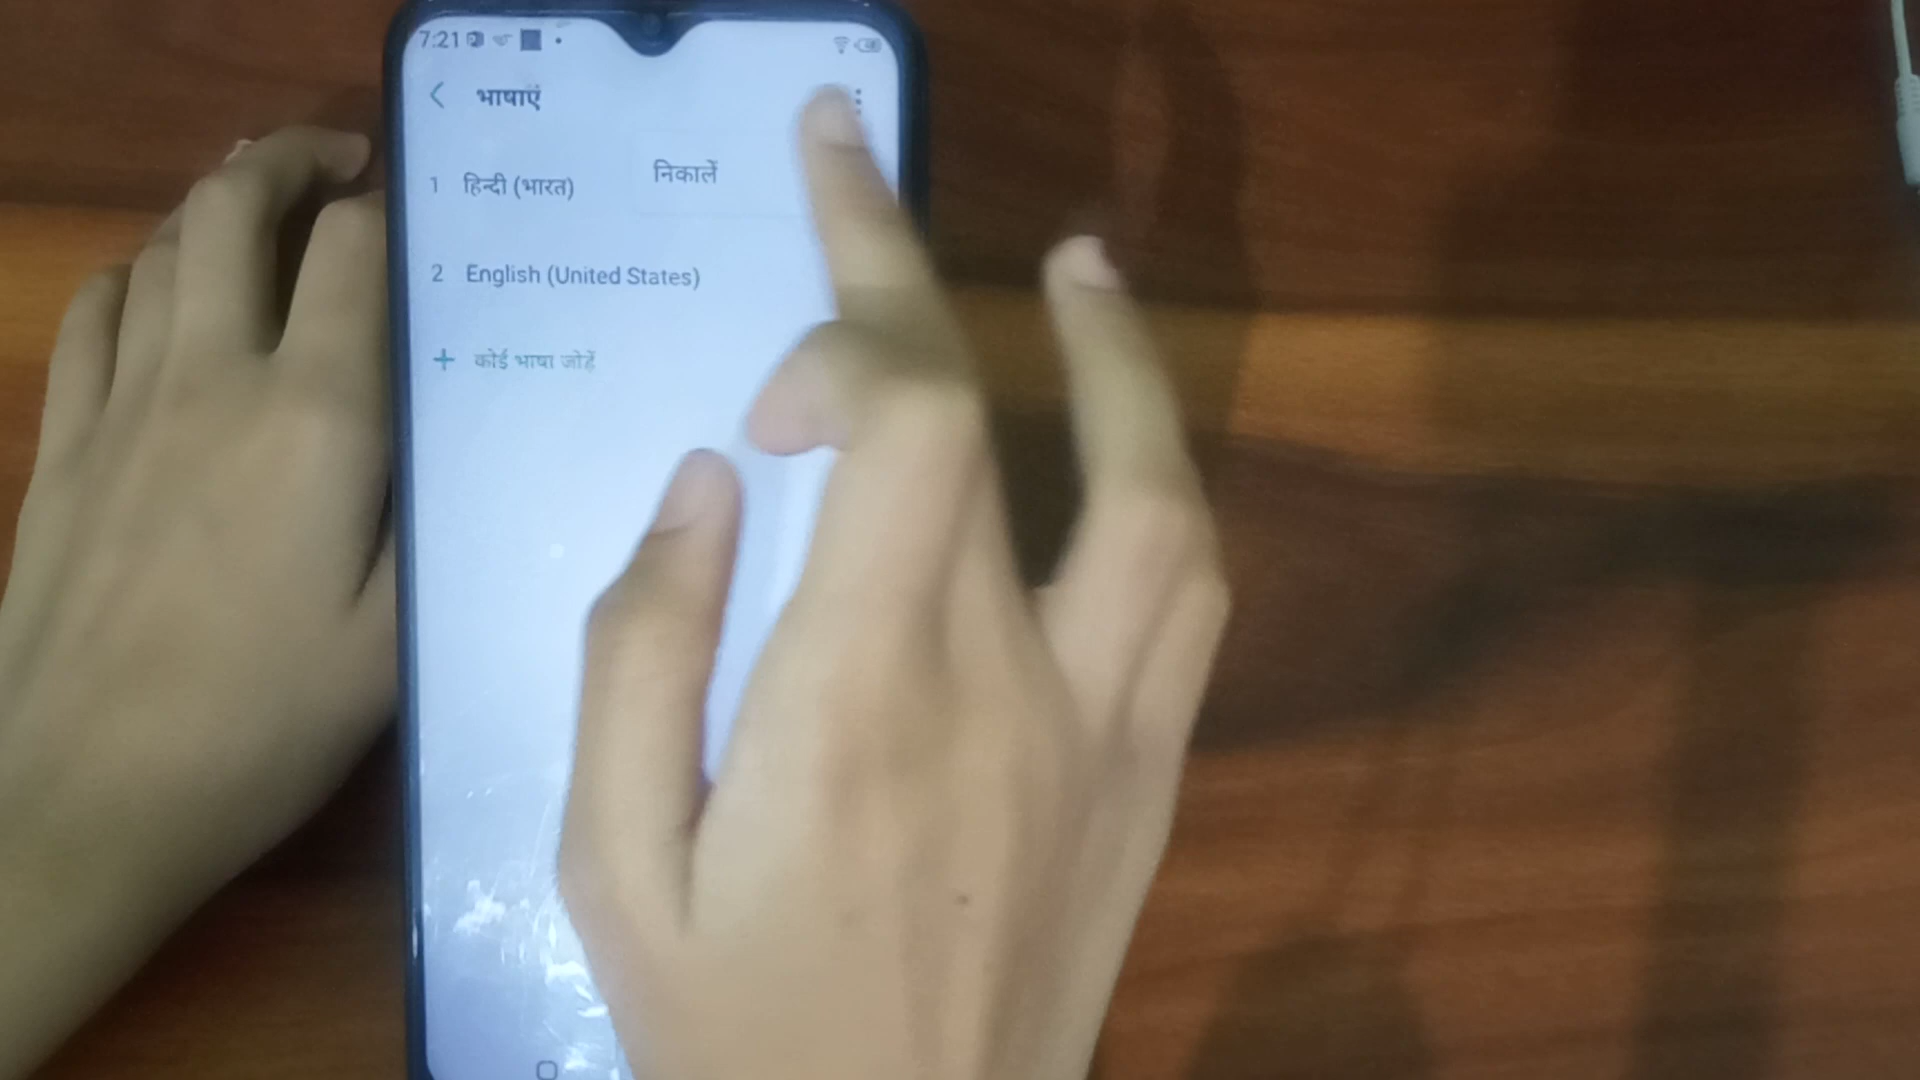 7:21
भाषाएं
निकालें
1 हिन्दी (भारत)
2 English (United States)
+ कोई भाषा जोड़ें